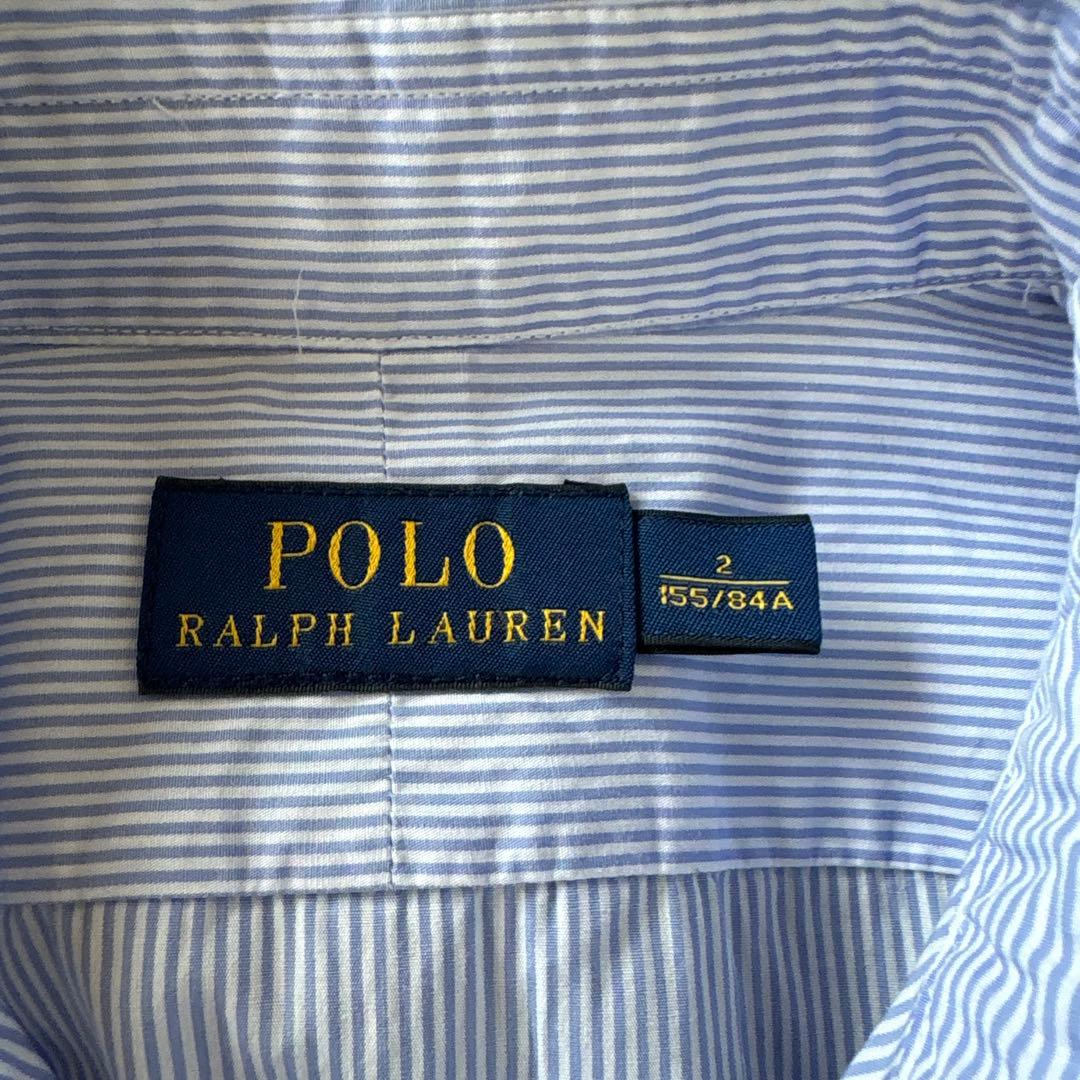 POLO
RALPH LAUREN
2
155/84A